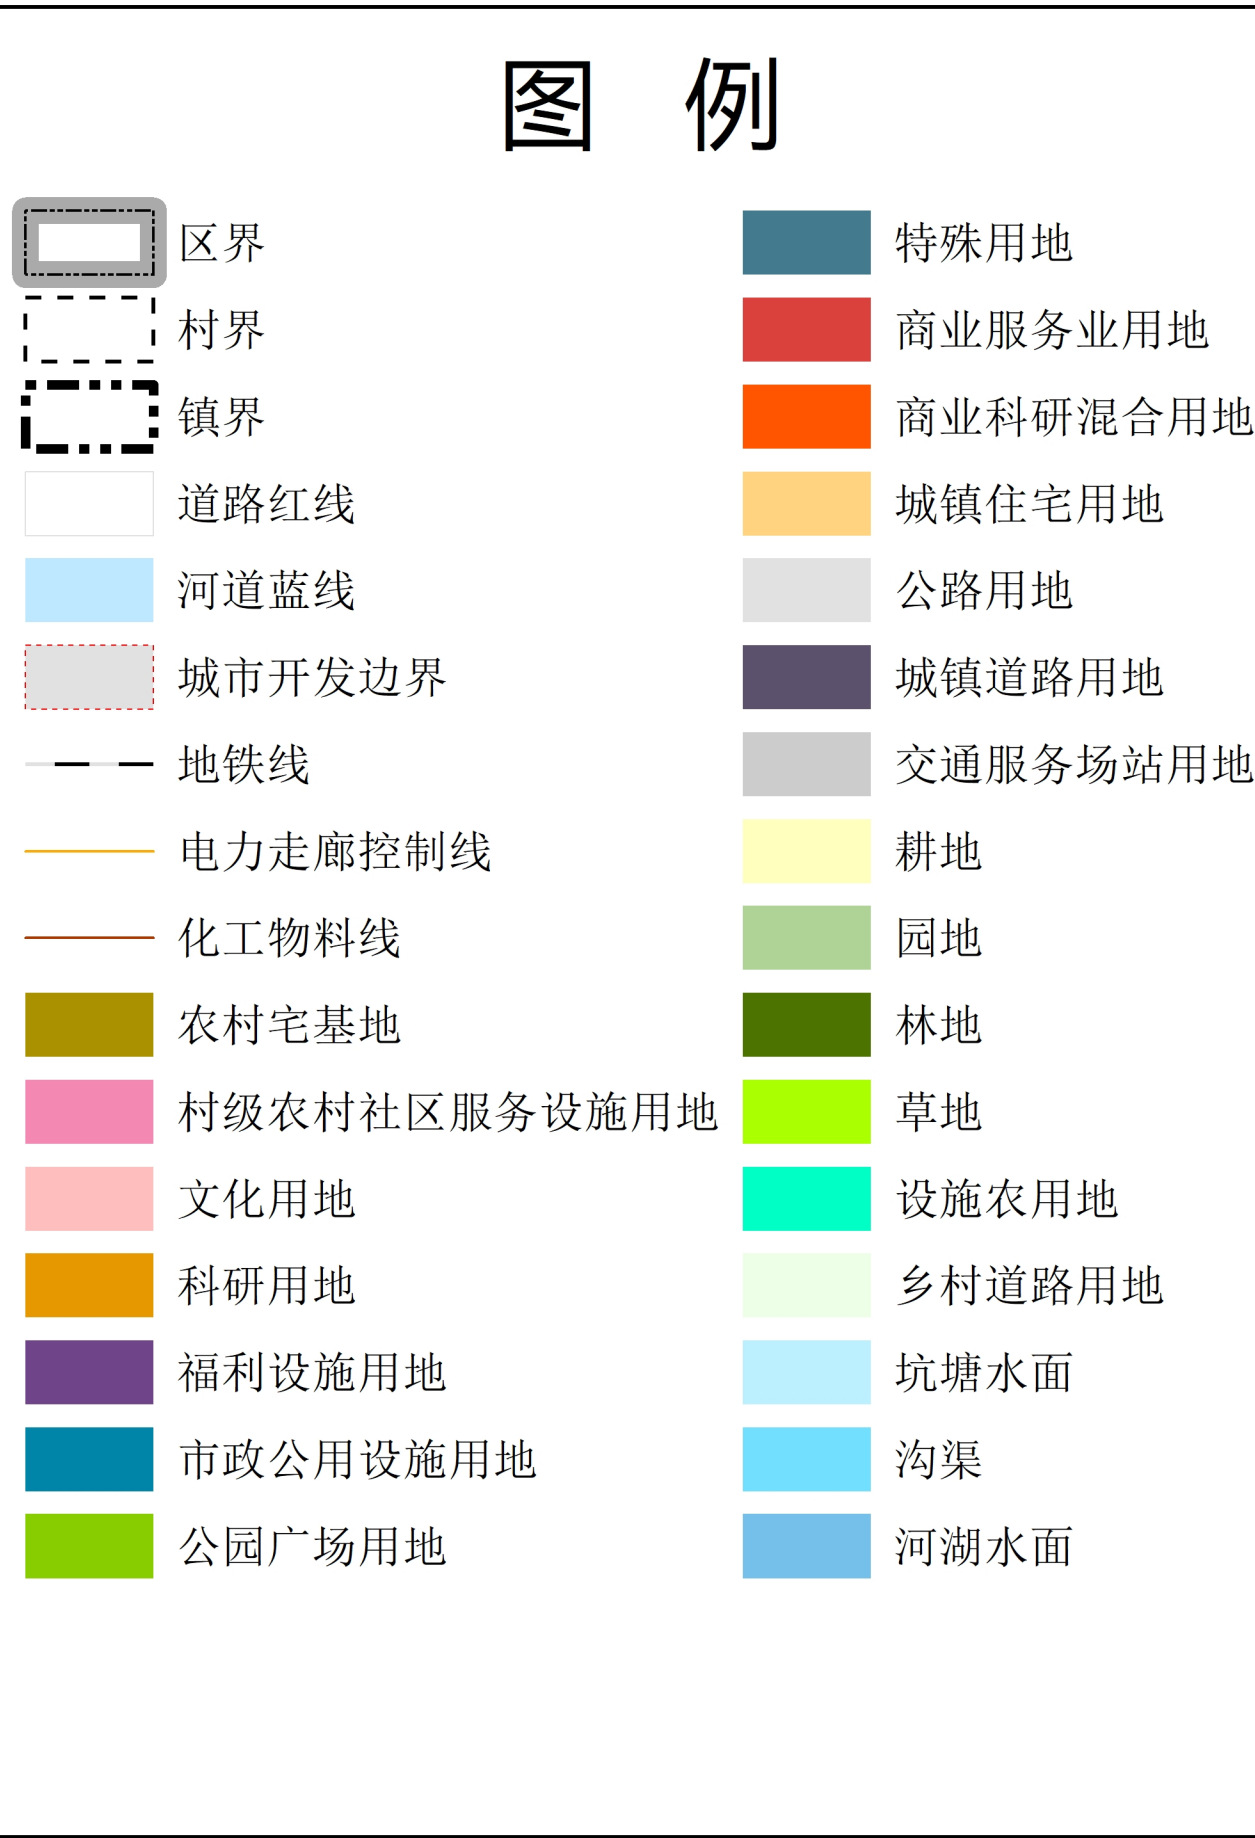 图 例
区界
村界
镇界
道路红线
河道蓝线
城市开发边界
地铁线
电力走廊控制线
化工物料线
农村宅基地
村级农村社区服务设施用地
文化用地
科研用地
福利设施用地
市政公用设施用地
公园广场用地
特殊用地
商业服务业用地
商业科研混合用地
城镇住宅用地
公路用地
城镇道路用地
交通服务场站用地
耕地
园地
林地
草地
设施农用地
乡村道路用地
坑塘水面
沟渠
河湖水面